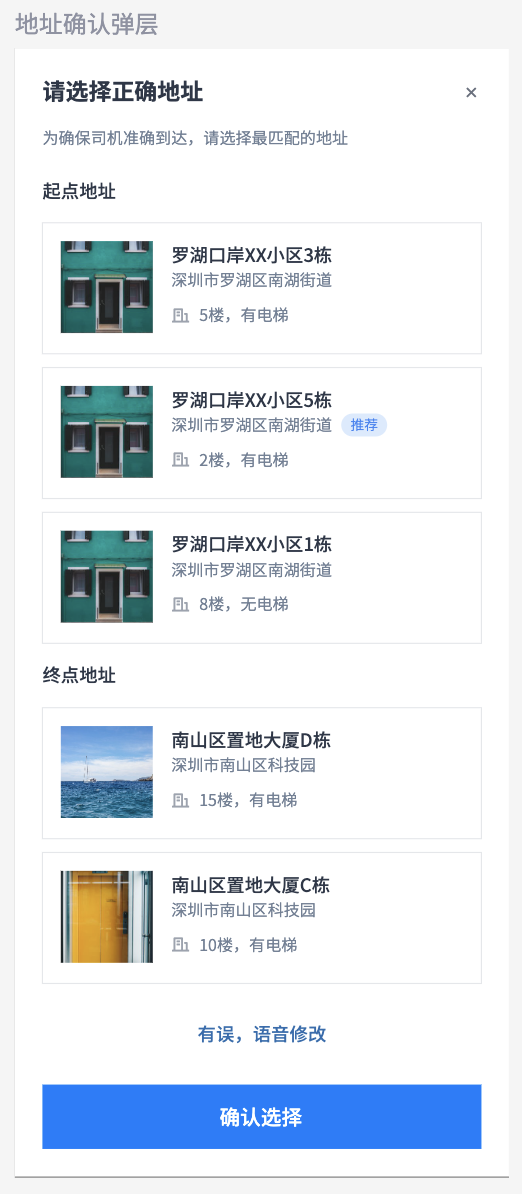 地址确认弹层
请选择正确地址
为确保司机准确到达，请选择最匹配的地址
起点地址
罗湖口岸XX小区3栋
深圳市罗湖区南湖街道
5楼，有电梯
罗湖口岸XX小区5栋
深圳市罗湖区南湖街道 推荐
2楼，有电梯
罗湖口岸XX小区1栋
深圳市罗湖区南湖街道
8楼，无电梯
终点地址
南山区置地大厦D栋
深圳市南山区科技园
15楼，有电梯
南山区置地大厦C栋
深圳市南山区科技园
10楼，有电梯
有误，语音修改
确认选择